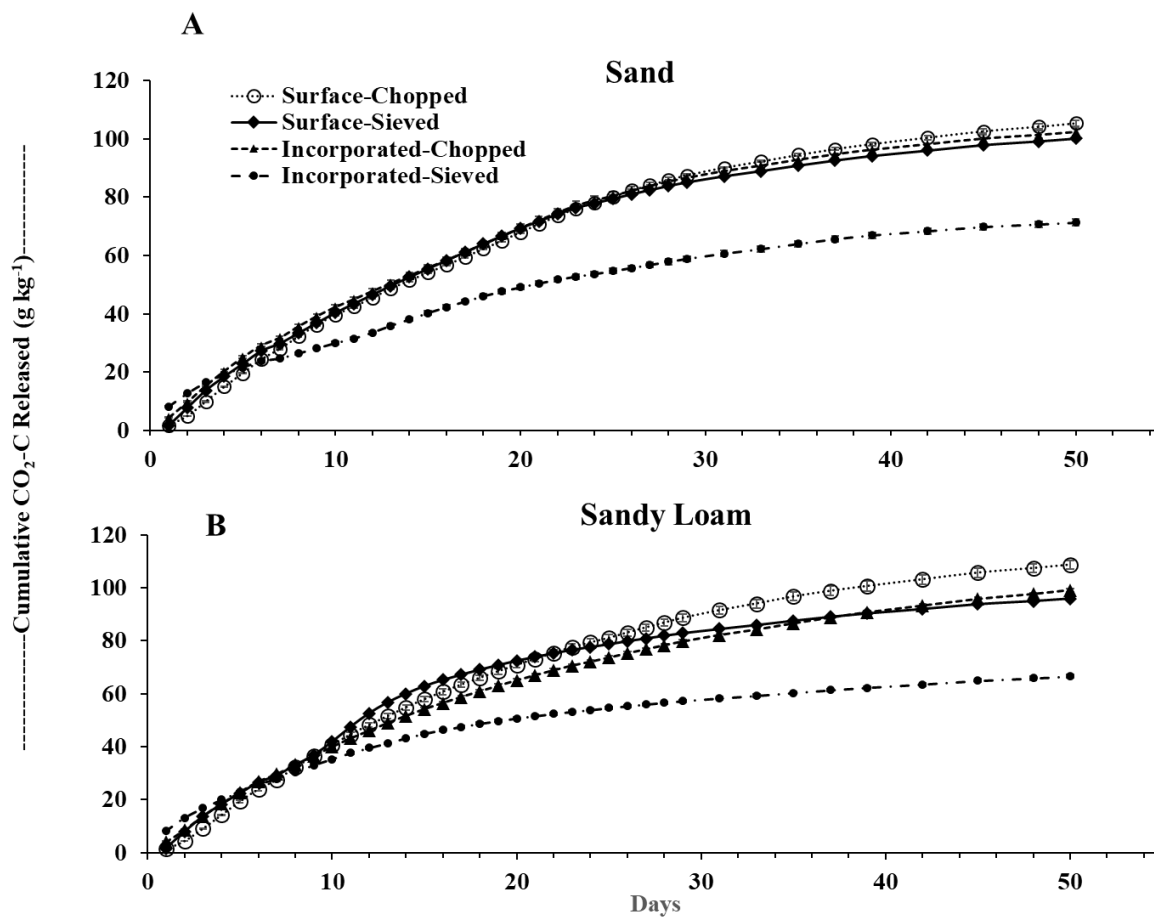 A
Sand
Surface-Chopped
Surface-Sieved
Incorporated-Chopped
Incorporated-Sieved
120
100
80
60
40
20
0
0 10 20 30 40 50
------------Cumulative CO₂-C Released (g kg⁻¹)------------
B
Sandy Loam
120
100
80
60
40
20
0
0 10 20 30 40 50
Days